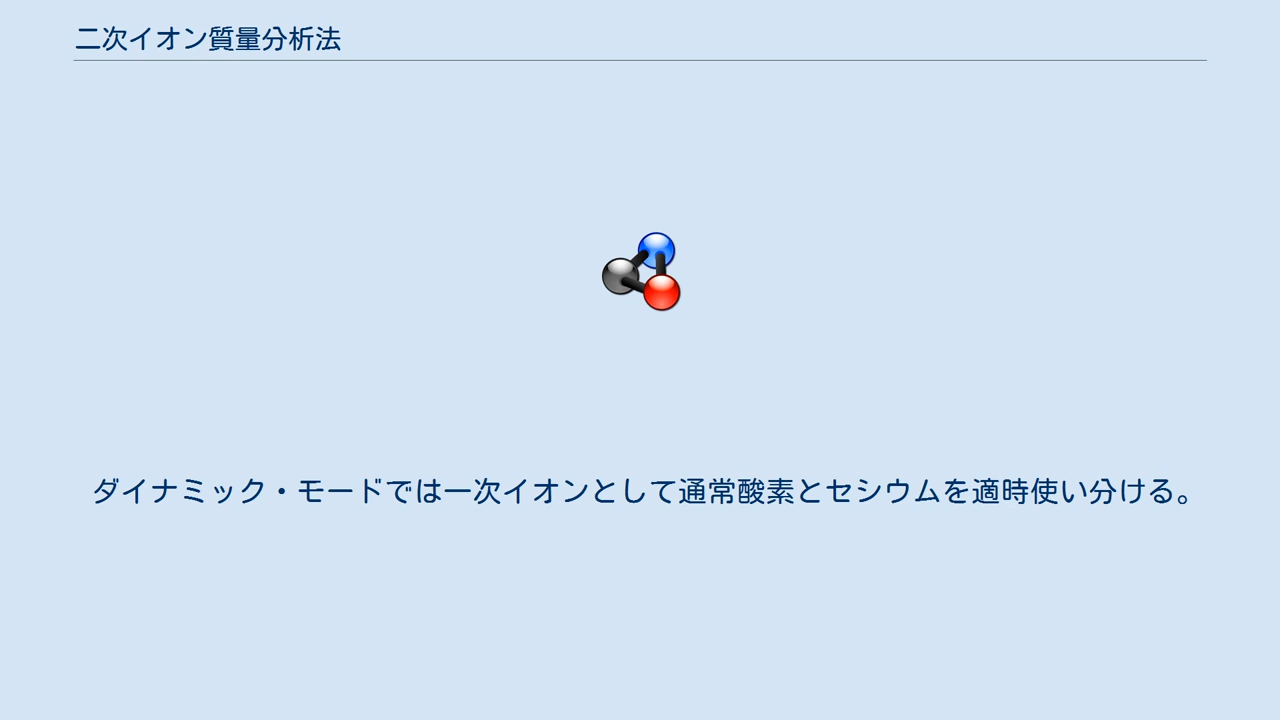 二次イオン質量分析法
ダイナミック・モードでは一次イオンとして通常酸素とセシウムを適時使い分ける。